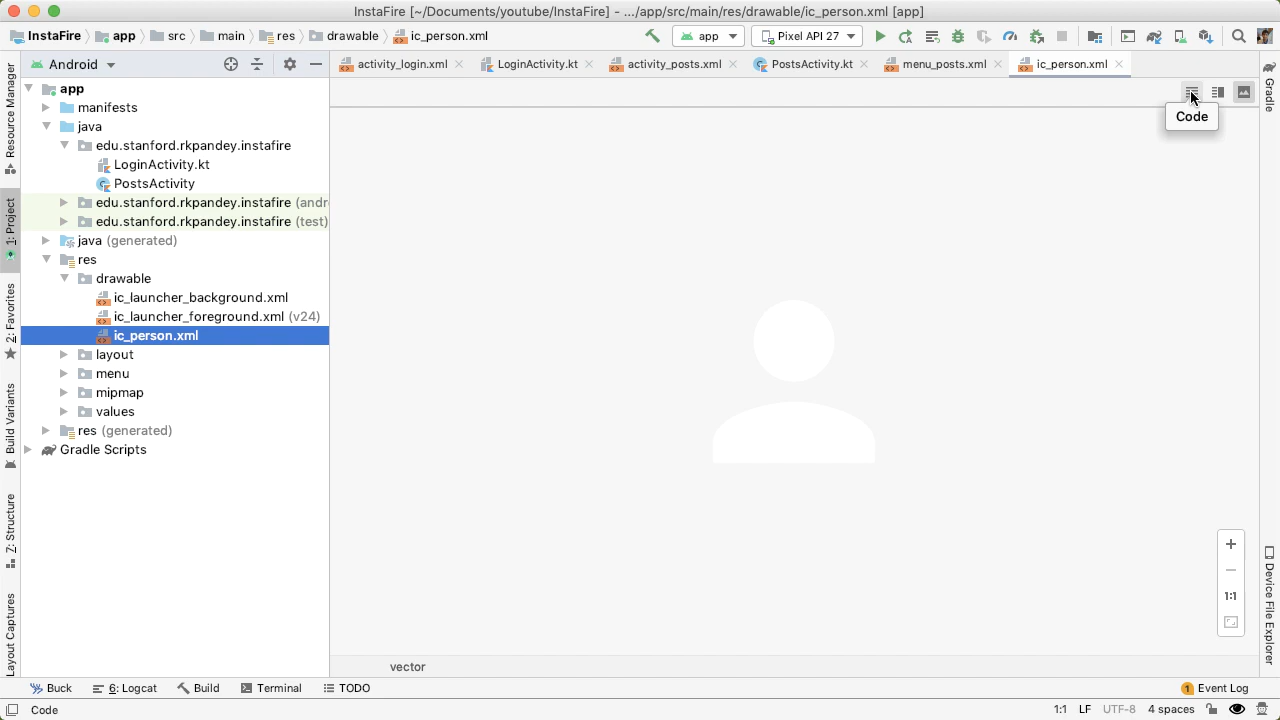 InstaFire [~/Documents/youtube/InstaFire] - .../app/src/main/res/drawable/ic_person.xml [app]
InstaFire app src main res drawable ic_person.xml
app Pixel API 27
Android
activity_login.xml LoginActivity.kt activity_posts.xml PostsActivity.kt menu_posts.xml ic_person.xml
Code
app
manifests
java
edu.stanford.rkpandey.instafire
LoginActivity.kt
PostsActivity
edu.stanford.rkpandey.instafire (andr
edu.stanford.rkpandey.instafire (test)
java (generated)
res
drawable
ic_launcher_background.xml
ic_launcher_foreground.xml (v24)
ic_person.xml
layout
menu
mipmap
values
res (generated)
Gradle Scripts
Resource Manager
1: Project
2: Favorites
Build Variants
Z: Structure
Layout Captures
Gradle
Device File Explorer
1:1
vector
Buck 6: Logcat Build Terminal TODO
1 Event Log
Code
1:1 LF UTF-8 4 spaces